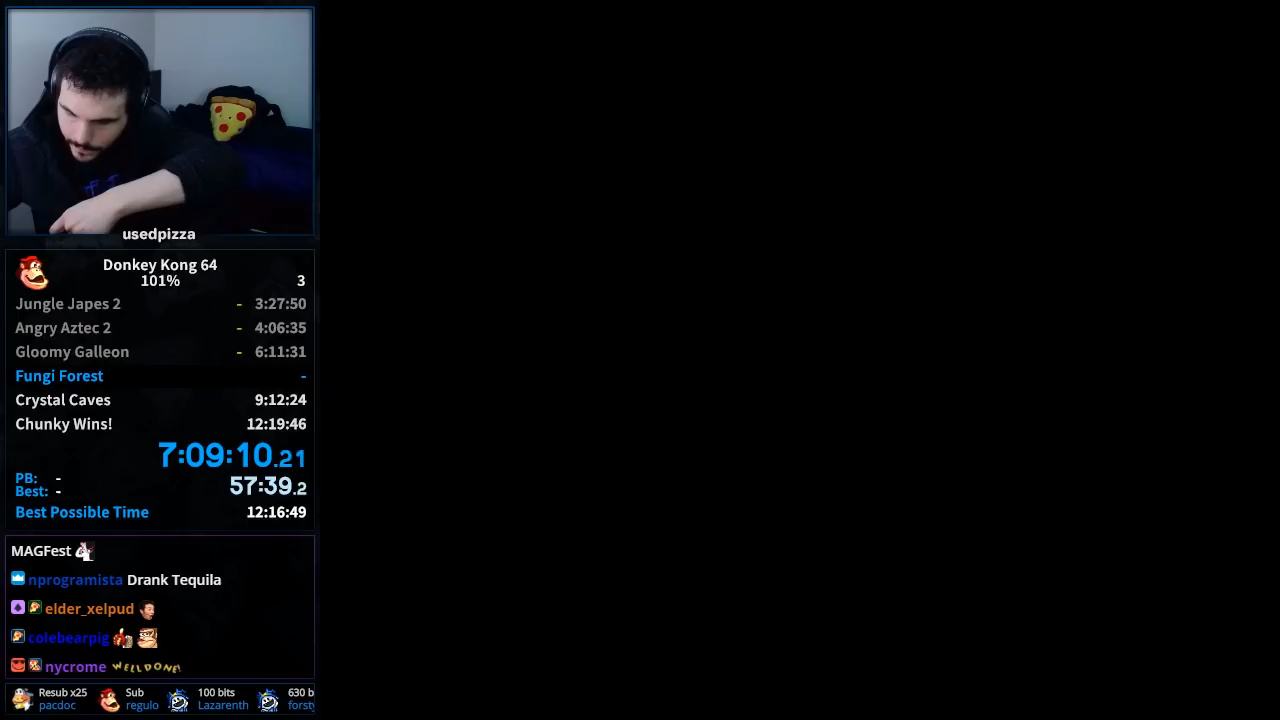 usedpizza
Donkey Kong 64
101% 3
Jungle Japes 2 - 3:27:50
Angry Aztec 2 - 4:06:35
Gloomy Galleon - 6:11:31
Fungi Forest -
Crystal Caves 9:12:24
Chunky Wins! 12:19:46
7:09:10.21
PB: -
Best: - 57:39.2
Best Possible Time 12:16:49
MAGFest
nprogramista Drank Tequila
elder_xelpud
colebearpig
nycrome WELLDONE!
Resub x25 Sub 100 bits 630 b
pacdoc regulo Lazarenth forsty